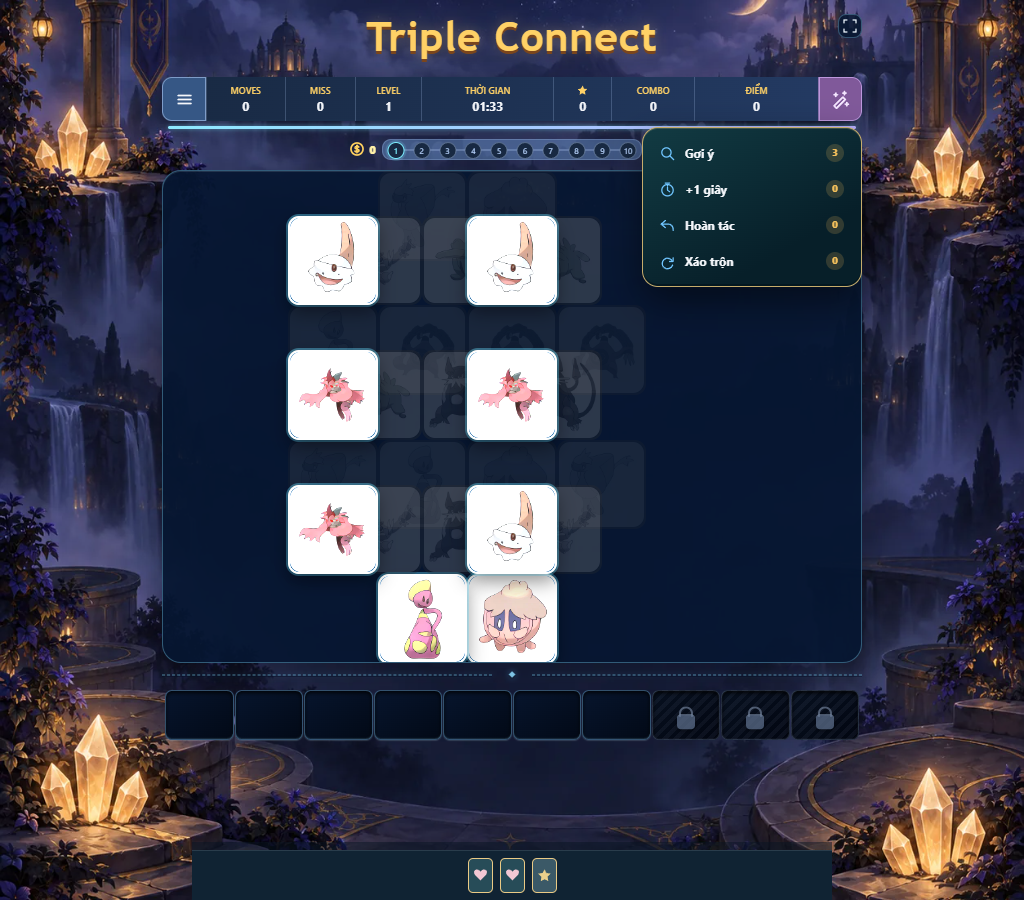 Triple Connect
MOVES MISS LEVEL THỜI GIAN COMBO ĐIỂM
0 0 1 01:33 0 0 0
$ 0 1 2 3 4 5 6 7 8 9 10
Gợi ý 3
+1 giây 0
Hoàn tác 0
Xáo trộn 0